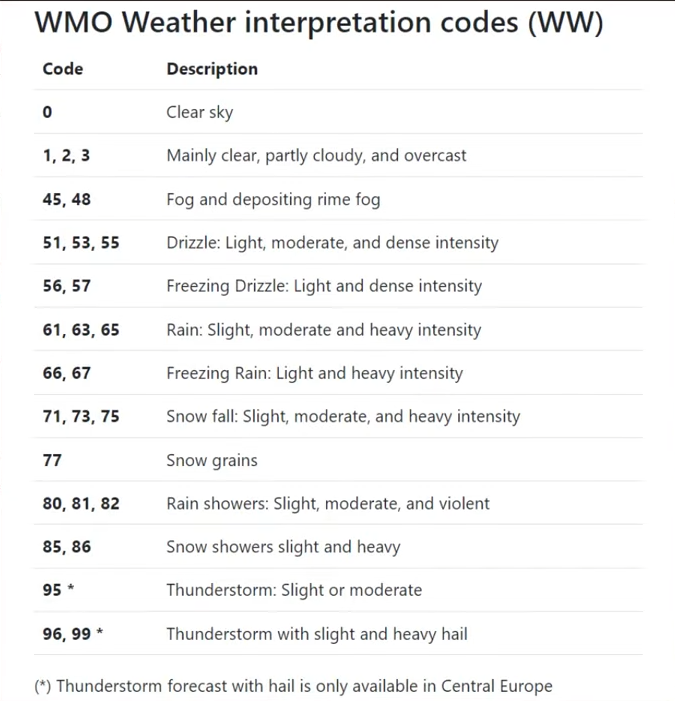 WMO Weather interpretation codes (WW)
Code Description
0 Clear sky
1, 2, 3 Mainly clear, partly cloudy, and overcast
45, 48 Fog and depositing rime fog
51, 53, 55 Drizzle: Light, moderate, and dense intensity
56, 57 Freezing Drizzle: Light and dense intensity
61, 63, 65 Rain: Slight, moderate and heavy intensity
66, 67 Freezing Rain: Light and heavy intensity
71, 73, 75 Snow fall: Slight, moderate, and heavy intensity
77 Snow grains
80, 81, 82 Rain showers: Slight, moderate, and violent
85, 86 Snow showers slight and heavy
95 * Thunderstorm: Slight or moderate
96, 99 * Thunderstorm with slight and heavy hail
(*) Thunderstorm forecast with hail is only available in Central Europe